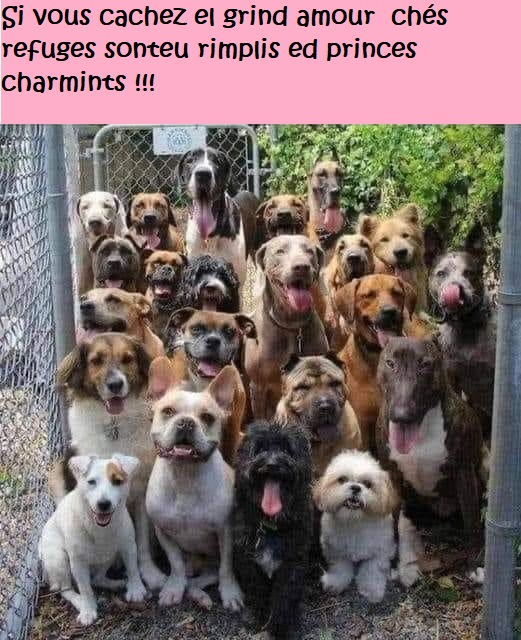 Si vous cachez el grind amour chés
refuges sonteu rimplis ed princes
charmints !!!